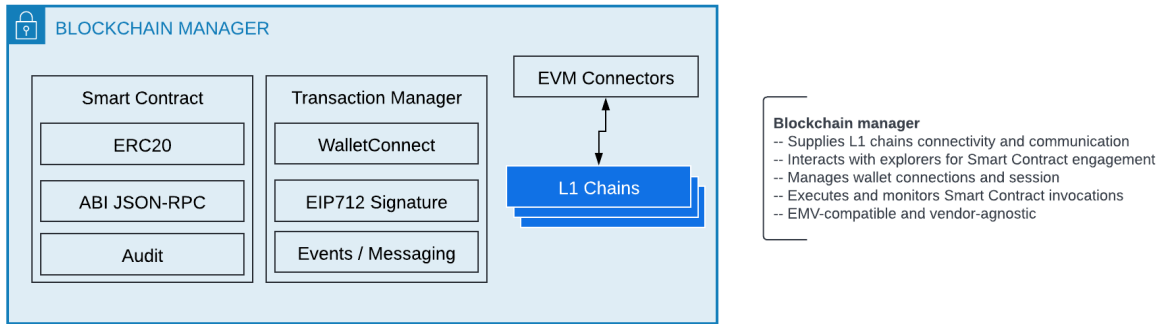 BLOCKCHAIN MANAGER
Smart Contract
ERC20
ABI JSON-RPC
Audit
Transaction Manager
WalletConnect
EIP712 Signature
Events / Messaging
EVM Connectors
L1 Chains
Blockchain manager
-- Supplies L1 chains connectivity and communication
-- Interacts with explorers for Smart Contract engagement
-- Manages wallet connections and session
-- Executes and monitors Smart Contract invocations
-- EMV-compatible and vendor-agnostic